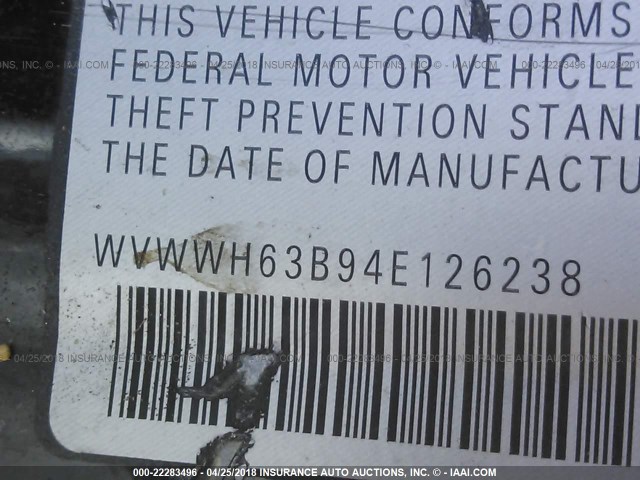 THIS VEHICLE CONFORMS
FEDERAL MOTOR VEHICLE
THEFT PREVENTION STAN
THE DATE OF MANUFACTU
WVWWH63B94E126238
000-22283496 - 04/25/2018 INSURANCE AUTO AUCTIONS, INC. - © IAAI.COM